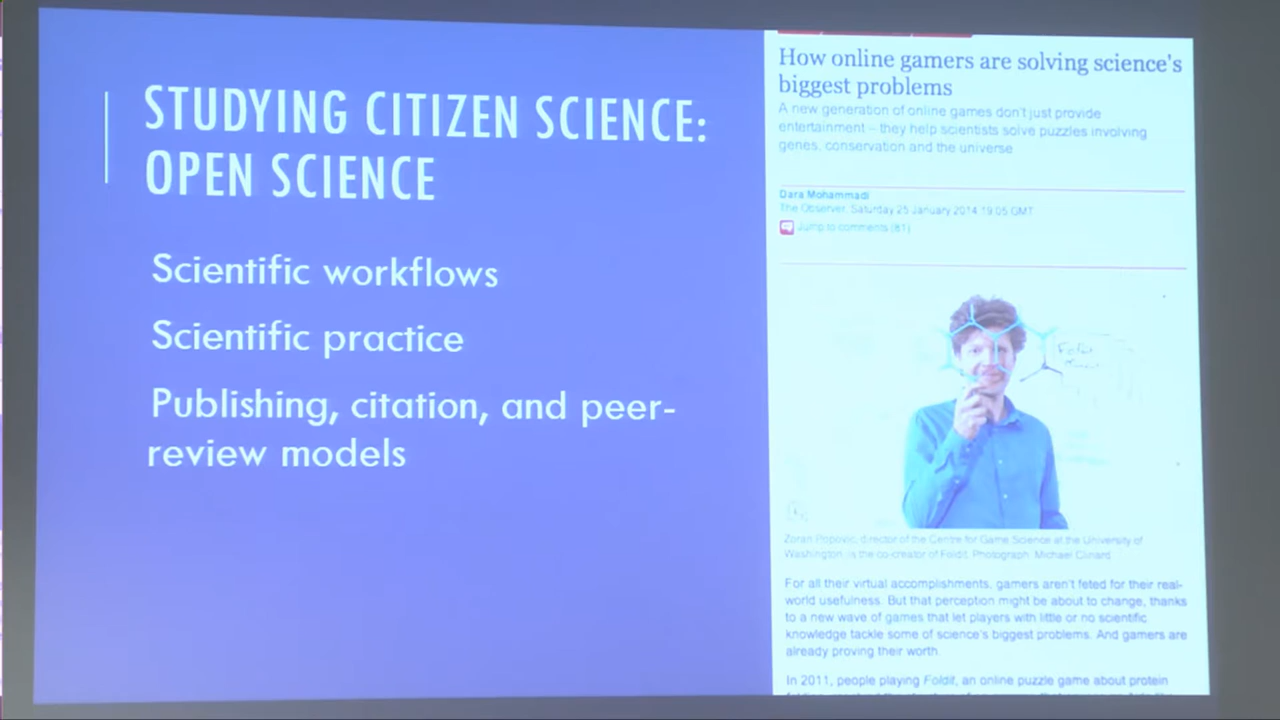 STUDYING CITIZEN SCIENCE:
OPEN SCIENCE
Scientific workflows
Scientific practice
Publishing, citation, and peer-
review models
How online gamers are solving science's
biggest problems
A new generation of online games don't just provide
entertainment – they help scientists solve puzzles involving
genes, conservation and the universe
Dara Mohammadi
The Observer, Saturday 25 January 2014 19.05 GMT
Jump to comments (81)
Foldit
Zoran Popovic, director of the Centre for Game Science at the University of
Washington, is the co-creator of Foldit. Photograph: Michael Clinard
For all their virtual accomplishments, gamers aren't feted for their real-
world usefulness. But that perception might be about to change, thanks
to a new wave of games that let players with little or no scientific
knowledge tackle some of science's biggest problems. And gamers are
already proving their worth.
In 2011, people playing Foldit, an online puzzle game about protein